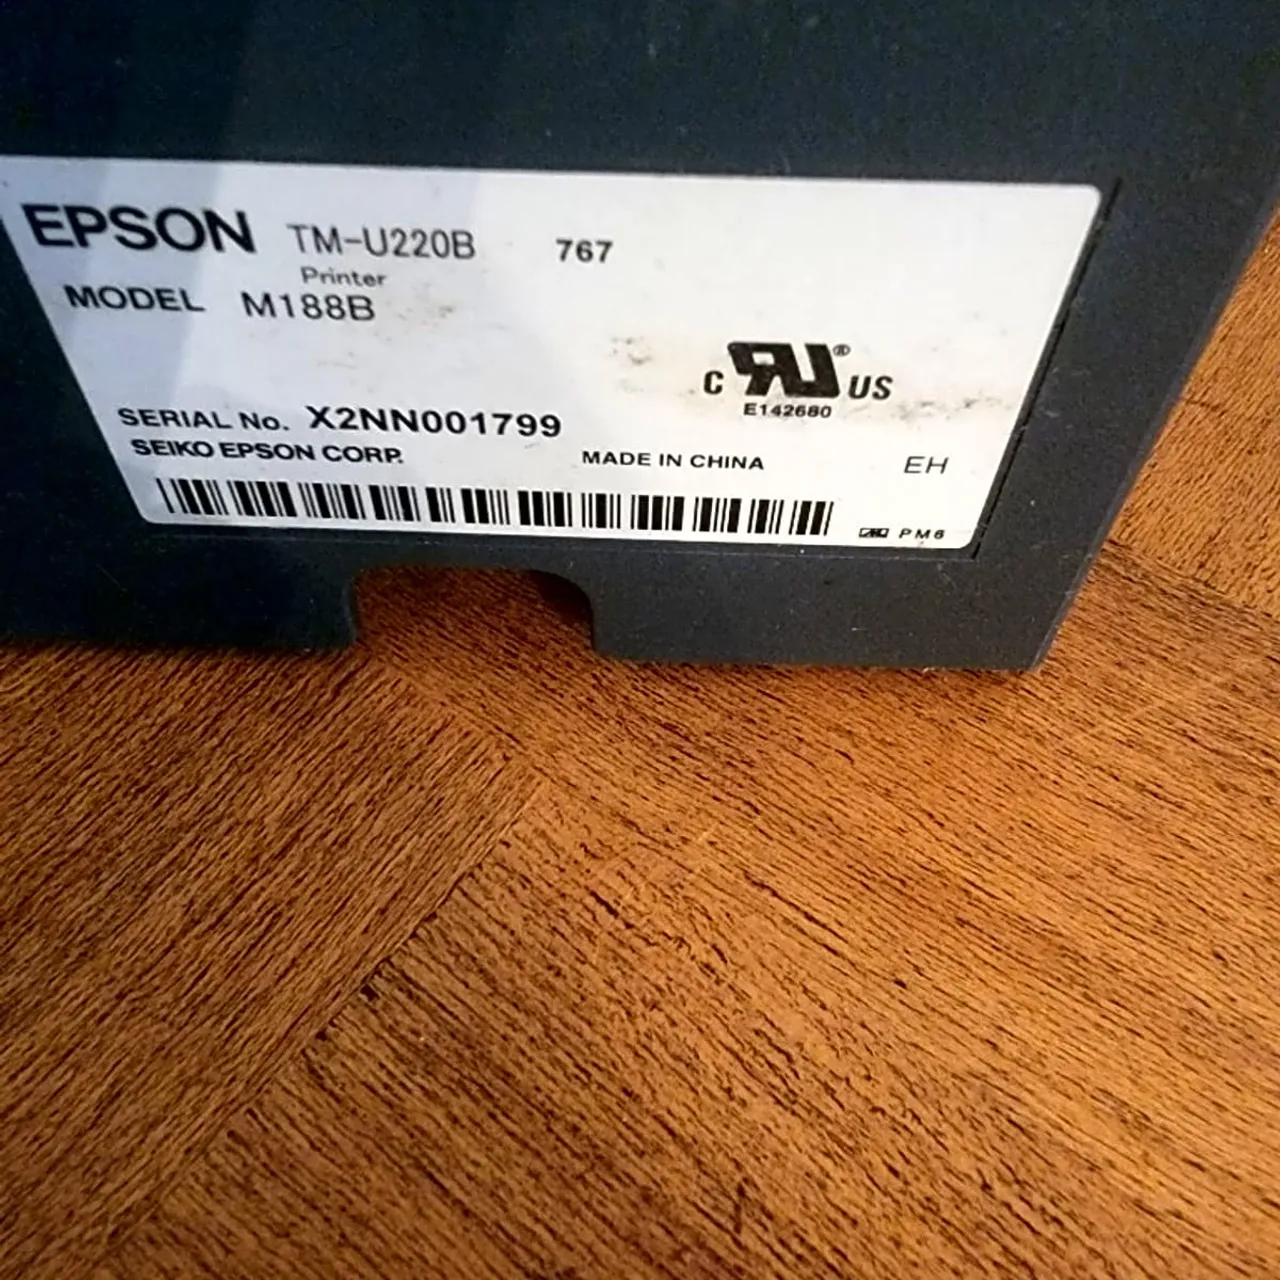 EPSON TM-U220B 767
Printer
MODEL M188B
C RU® US
E142680
SERIAL No. X2NN001799
SEIKO EPSON CORP. MADE IN CHINA EH
PM6